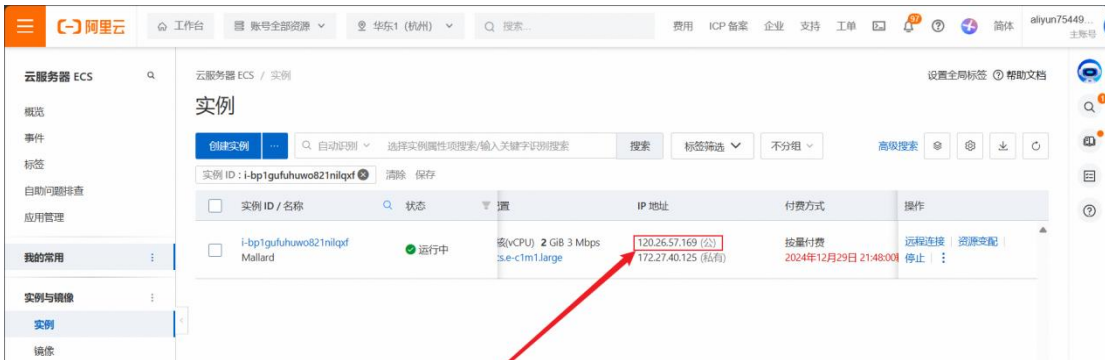 阿里云 工作台 账号全部资源 华东1（杭州） 搜索... 费用 ICP 备案 企业 支持 工单 97 简体 aliyun75449...
主账号
云服务器 ECS
概览
事件
标签
自助问题排查
应用管理
我的常用
实例与镜像
实例
镜像
云服务器 ECS / 实例 设置全局标签 帮助文档
实例
创建实例 ... 自动识别 选择实例属性项搜索/输入关键字识别搜索 搜索 标签筛选 不分组 高级搜索
实例 ID : i-bp1gufuhuwo821nilqxf 清除 保存
实例 ID / 名称 状态 置 IP 地址 付费方式 操作
i-bp1gufuhuwo821nilqxf 运行中 (vCPU) 2 GiB 3 Mbps 120.26.57.169 (公) 按量付费 远程连接 资源变配
Mallard s.e-c1m1.large 172.27.40.125 (私有) 2024年12月29日 21:48:00 停止